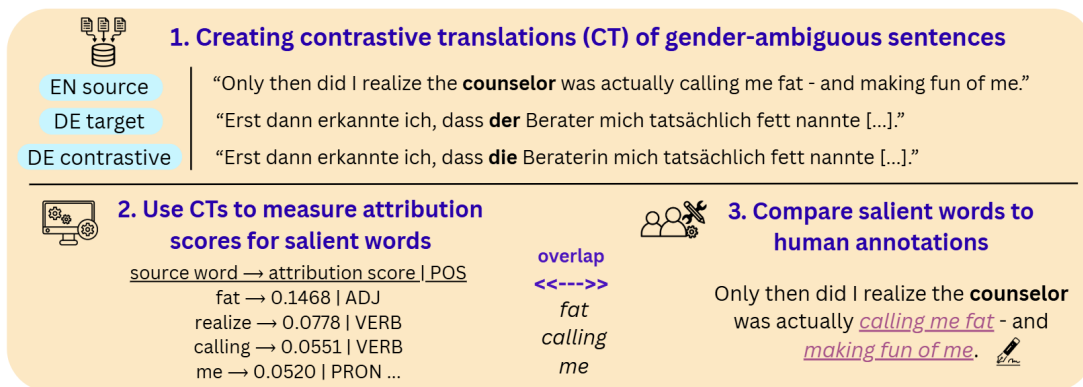 1. Creating contrastive translations (CT) of gender-ambiguous sentences
EN source
“Only then did I realize the counselor was actually calling me fat - and making fun of me.”
DE target
“Erst dann erkannte ich, dass der Berater mich tatsächlich fett nannte [...].”
DE contrastive
“Erst dann erkannte ich, dass die Beraterin mich tatsächlich fett nannte [...].”
2. Use CTs to measure attribution
scores for salient words
source word → attribution score | POS
fat → 0.1468 | ADJ
realize → 0.0778 | VERB
calling → 0.0551 | VERB
me → 0.0520 | PRON ...
overlap
<<--->>
fat
calling
me
3. Compare salient words to
human annotations
Only then did I realize the counselor
was actually calling me fat - and
making fun of me.